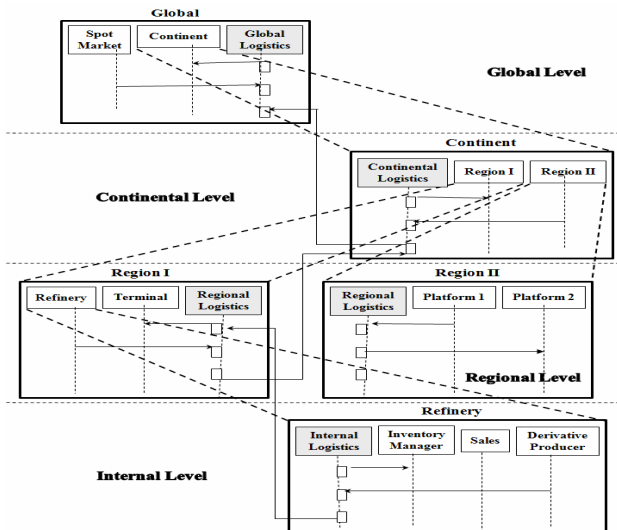 Global
Spot
Market
Continent
Global
Logistics
Global Level
Continent
Continental
Logistics
Region I
Region II
Continental Level
Region I
Refinery
Terminal
Regional
Logistics
Region II
Regional
Logistics
Platform 1
Platform 2
Regional Level
Refinery
Internal
Logistics
Inventory
Manager
Sales
Derivative
Producer
Internal Level